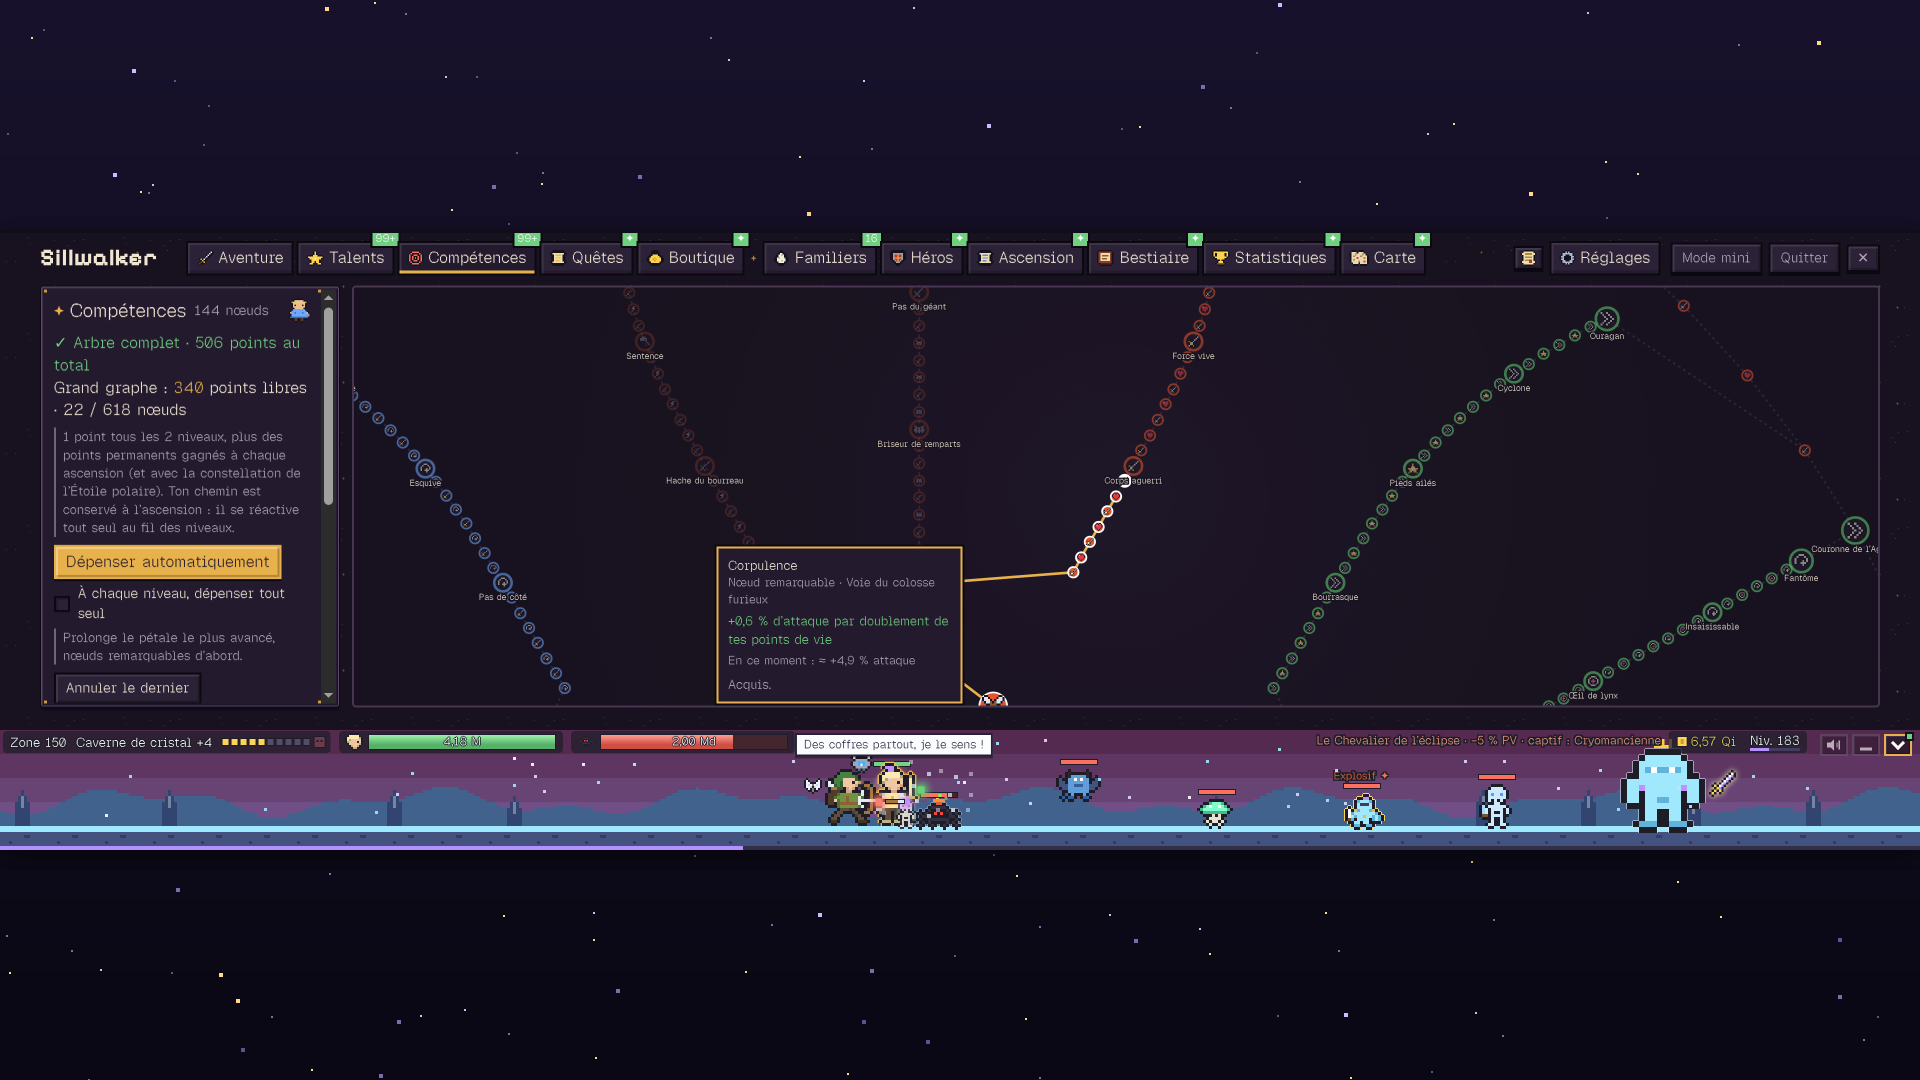 Sillwalker
Aventure
Talents
99+
Compétences
99+
Quêtes
Boutique
Familiers
16
Héros
Ascension
Bestiaire
Statistiques
Carte
Réglages
Mode mini
Quitter
×
Compétences 144 nœuds
✓ Arbre complet · 506 points au
total
Grand graphe : 340 points libres
· 22 / 618 nœuds
1 point tous les 2 niveaux, plus des
points permanents gagnés à chaque
ascension (et avec la constellation de
l'Étoile polaire). Ton chemin est
conservé à l'ascension : il se réactive
tout seul au fil des niveaux.
Dépenser automatiquement
À chaque niveau, dépenser tout
seul
Prolonge le pétale le plus avancé,
nœuds remarquables d'abord.
Annuler le dernier
Pas du géant
Sentence
Force vive
Ouragan
Cyclone
Briseur de remparts
Esquive
Hache du bourreau
Corps aguerri
Pieds ailés
Couronne de l'Ag
Fantôme
Pas de côté
Bourrasque
Insaisissable
Œil de lynx
Corpulence
Nœud remarquable · Voie du colosse
furieux
+0,6 % d'attaque par doublement de
tes points de vie
En ce moment : ≈ +4,9 % attaque
Acquis.
Zone 150 Caverne de cristal +4
4,18 M
2,00 Md
Des coffres partout, je le sens !
Le Chevalier de l'éclipse · −5 % PV · captif : Cryomancienne
6,57 Qi
Niv. 183
Explosif